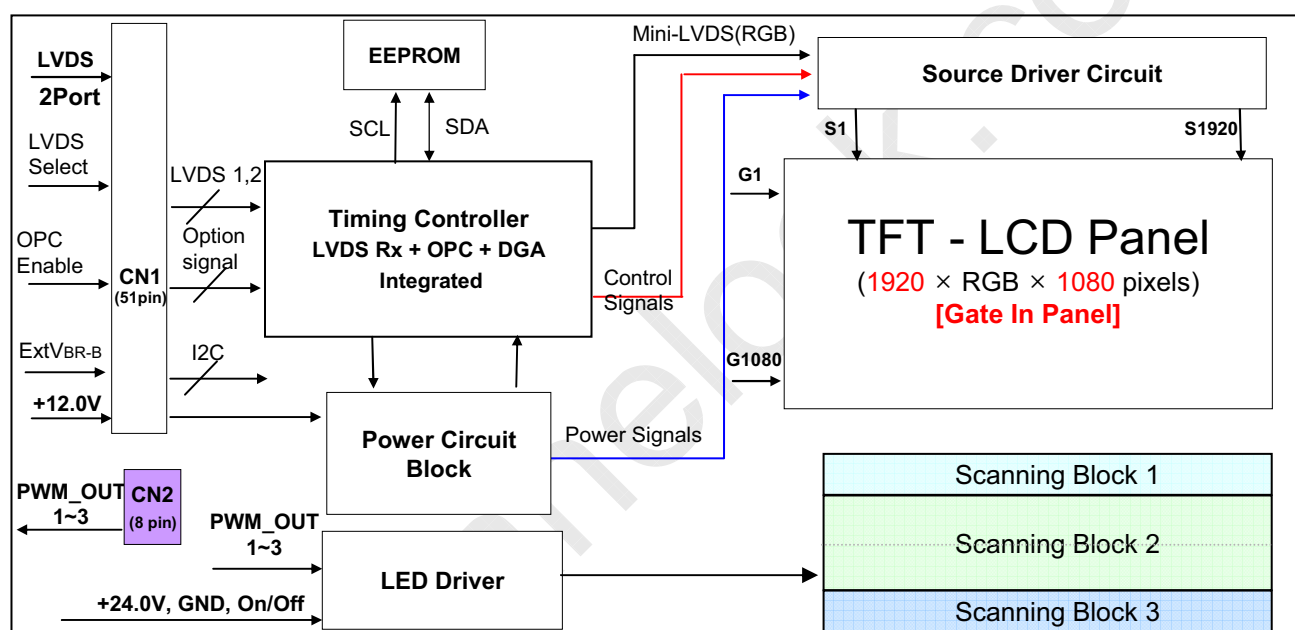 LVDS
2Port
LVDS
Select
OPC
Enable
ExtVBR-B
+12.0V
CN1
(51pin)
LVDS 1,2
Option
signal
I2C
EEPROM
SCL
SDA
Timing Controller
LVDS Rx + OPC + DGA
Integrated
Mini-LVDS(RGB)
Control
Signals
Source Driver Circuit
S1
S1920
G1
G1080
TFT - LCD Panel
(1920 × RGB × 1080 pixels)
[Gate In Panel]
Power Circuit
Block
Power Signals
PWM_OUT
1~3
CN2
(8 pin)
PWM_OUT
1~3
+24.0V, GND, On/Off
LED Driver
Scanning Block 1
Scanning Block 2
Scanning Block 3